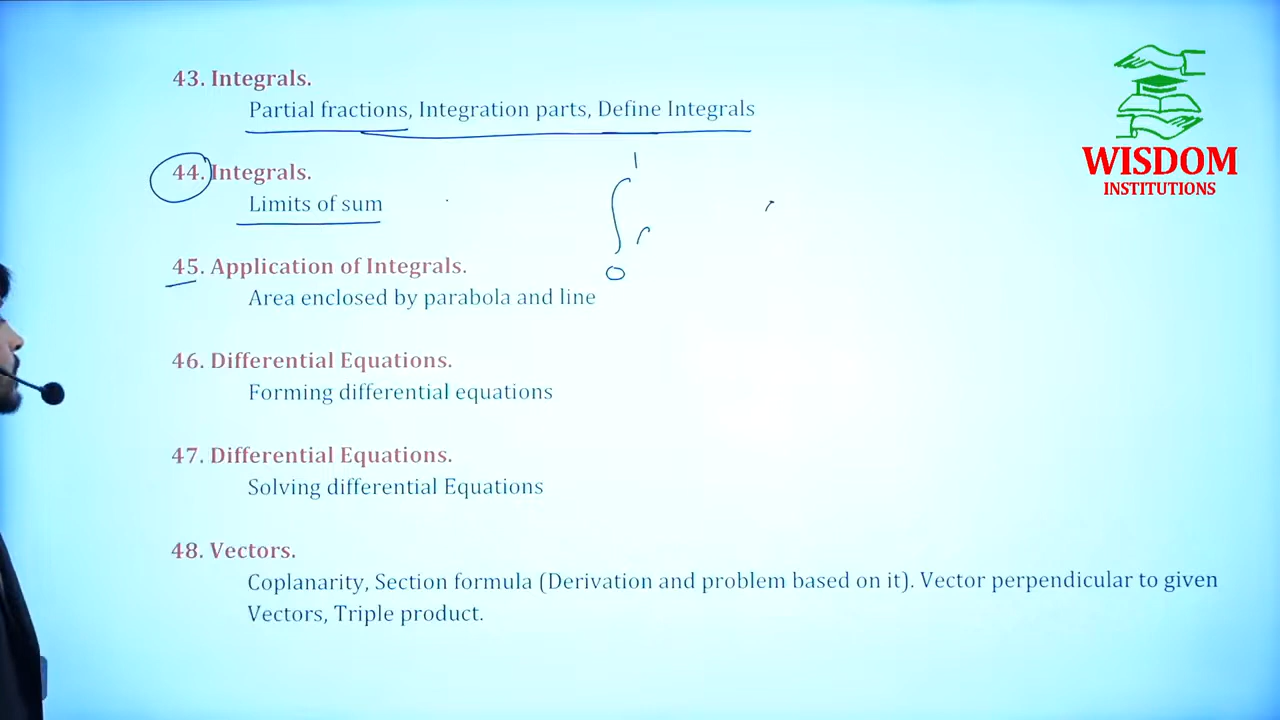 43. Integrals.
Partial fractions, Integration parts, Define Integrals
44. Integrals.
Limits of sum
45. Application of Integrals.
Area enclosed by parabola and line
46. Differential Equations.
Forming differential equations
47. Differential Equations.
Solving differential Equations
48. Vectors.
Coplanarity, Section formula (Derivation and problem based on it). Vector perpendicular to given
Vectors, Triple product.
1
∫
0
WISDOM
INSTITUTIONS